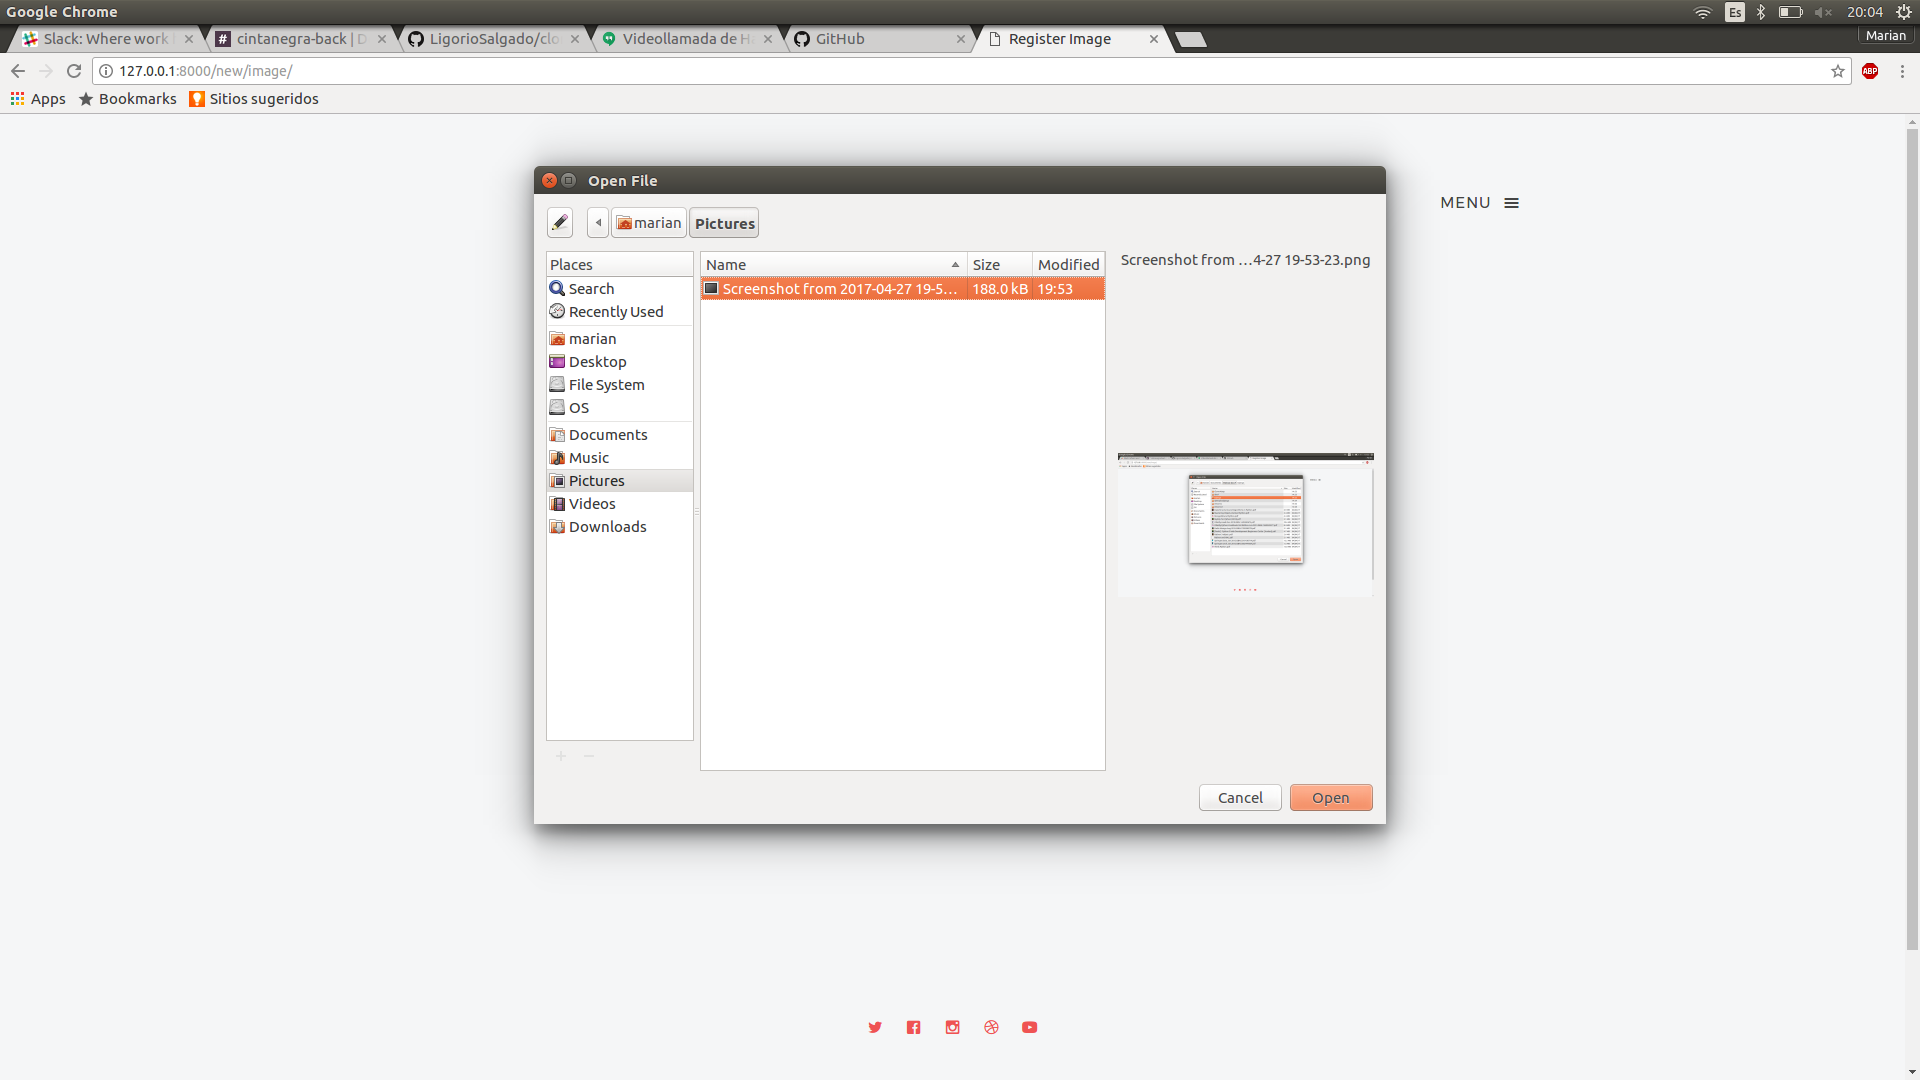 Google Chrome
Es
20:04
Slack: Where work
cintanegra-back | D
LigorioSalgado/clo
Videollamada de H
GitHub
Register Image
Marian
127.0.0.1:8000/new/image/
ABP
Apps
Bookmarks
Sitios sugeridos
MENU
Open File
marian
Pictures
Places
Name
Size
Modified
Screenshot from ...4-27 19-53-23.png
Search
Screenshot from 2017-04-27 19-5...
188.0 kB
19:53
Recently Used
marian
Desktop
File System
OS
Documents
Music
Pictures
Videos
Downloads
Cancel
Open